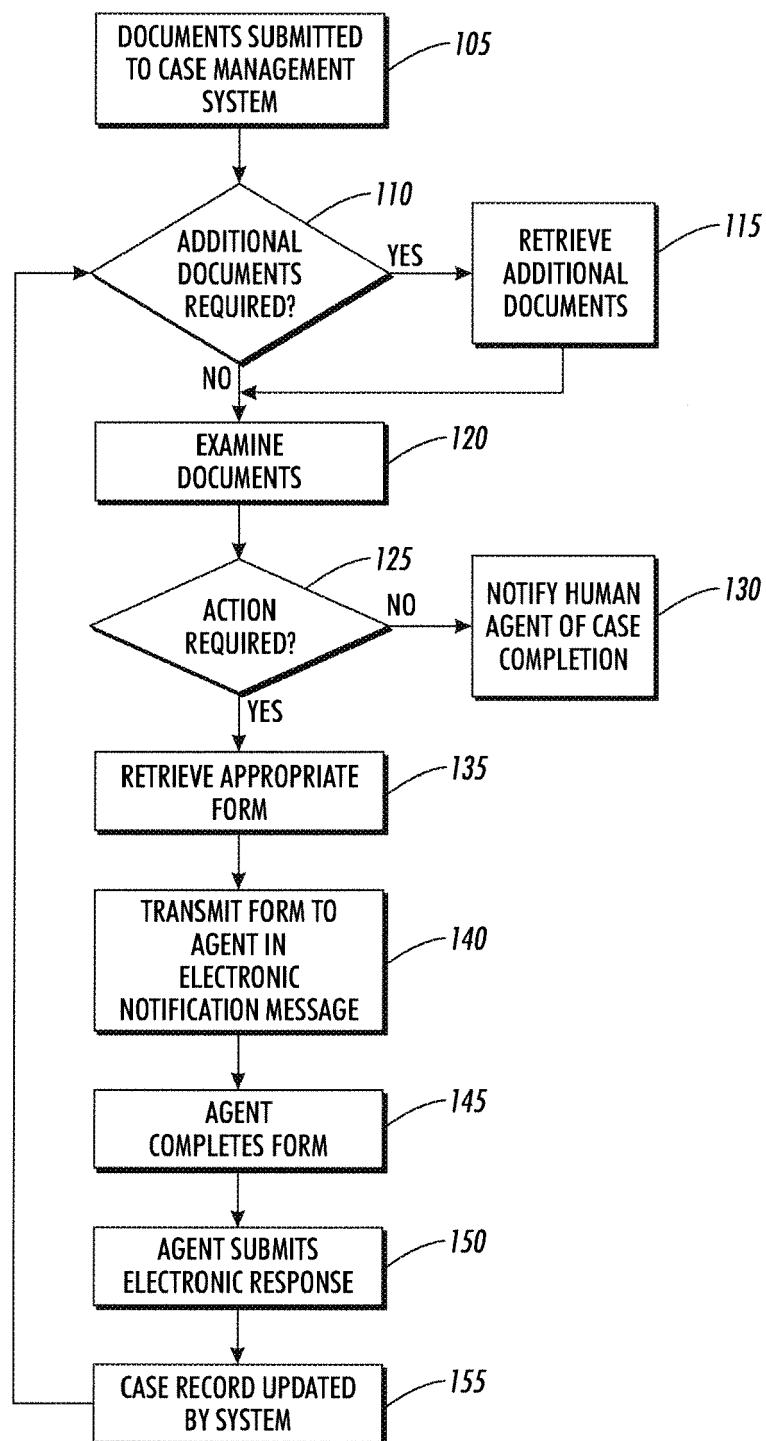 DOCUMENTS SUBMITTED
TO CASE MANAGEMENT
SYSTEM
105
110
ADDITIONAL
DOCUMENTS
REQUIRED?
YES
RETRIEVE
ADDITIONAL
DOCUMENTS
115
NO
EXAMINE
DOCUMENTS
120
125
ACTION
REQUIRED?
NO
NOTIFY HUMAN
AGENT OF CASE
COMPLETION
130
YES
RETRIEVE APPROPRIATE
FORM
135
TRANSMIT FORM TO
AGENT IN
ELECTRONIC
NOTIFICATION MESSAGE
140
AGENT
COMPLETES FORM
145
AGENT SUBMITS
ELECTRONIC RESPONSE
150
CASE RECORD UPDATED
BY SYSTEM
155